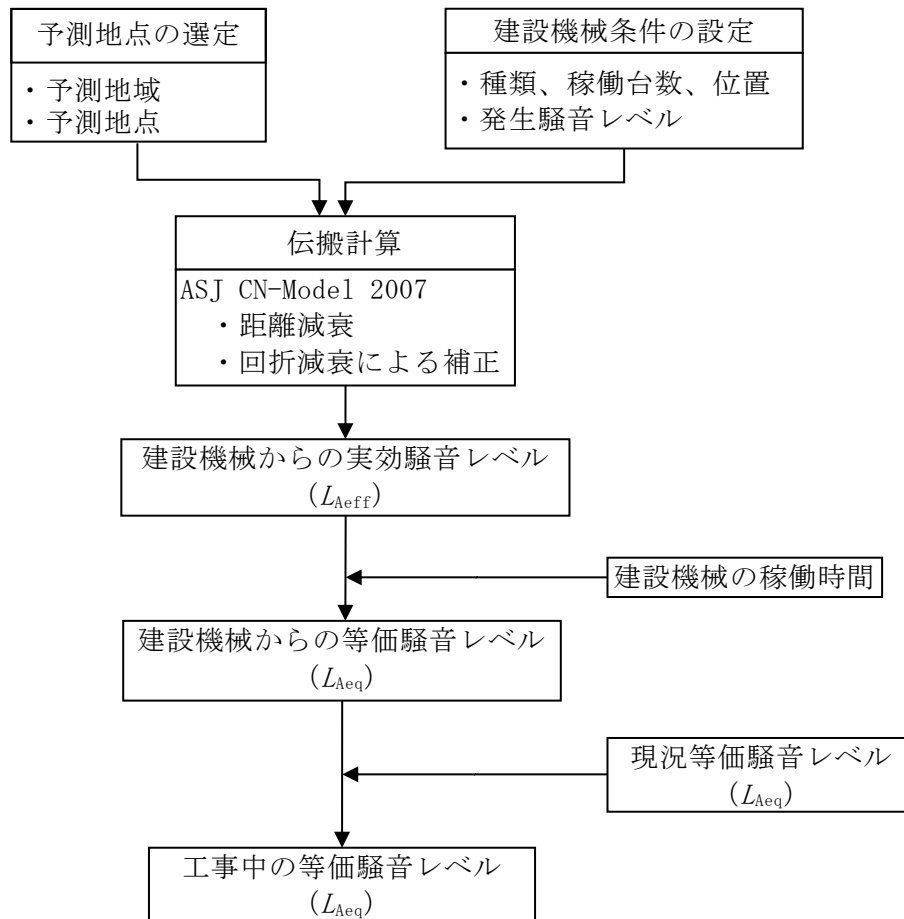 予測地点の選定
・予測地域
・予測地点
建設機械条件の設定
・種類、稼働台数、位置
・発生騒音レベル
伝搬計算
ASJ CN-Model 2007
・距離減衰
・回折減衰による補正
建設機械からの実効騒音レベル
(LAeff)
建設機械の稼働時間
建設機械からの等価騒音レベル
(LAeq)
現況等価騒音レベル
(LAeq)
工事中の等価騒音レベル
(LAeq)